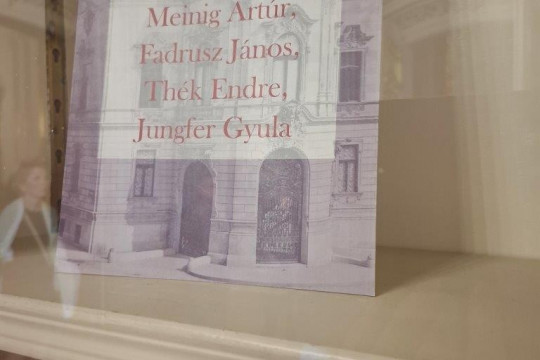 Meinig Artúr,
Fadrusz János,
Thék Endre,
Jungfer Gyula